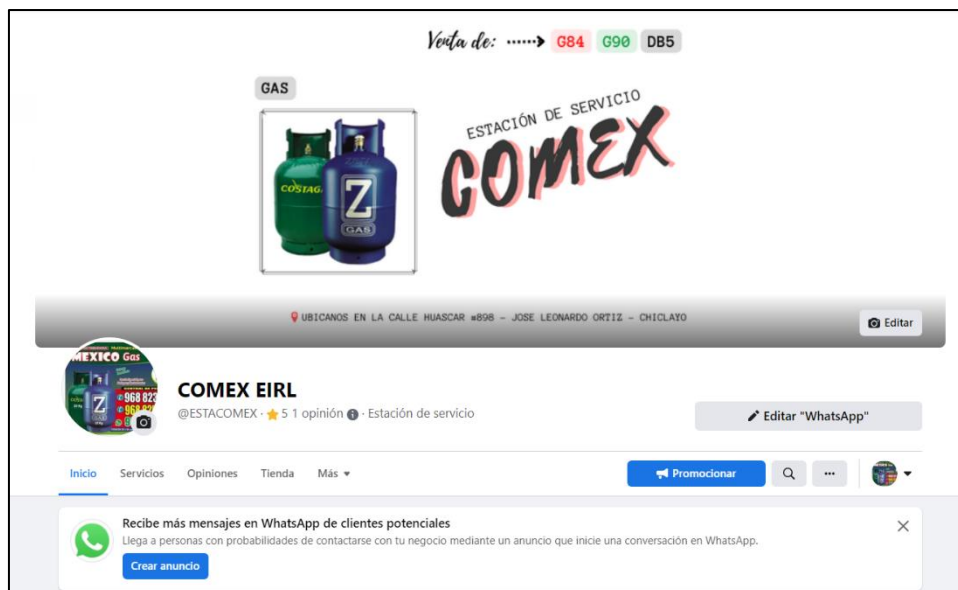 Venta de: G84 G90 DB5
GAS
ESTACIÓN DE SERVICIO
COMEX
COSTAGAS
Z
GAS
UBICANOS EN LA CALLE HUASCAR #898 – JOSE LEONARDO ORTIZ – CHICLAYO
Editar
MEXICO Gas
968 823
Z
COMEX EIRL
@ESTACOMEX · 5 1 opinión · Estación de servicio
Editar "WhatsApp"
Inicio Servicios Opiniones Tienda Más
Promocionar
Recibe más mensajes en WhatsApp de clientes potenciales
Llega a personas con probabilidades de contactarse con tu negocio mediante un anuncio que inicie una conversación en WhatsApp.
Crear anuncio